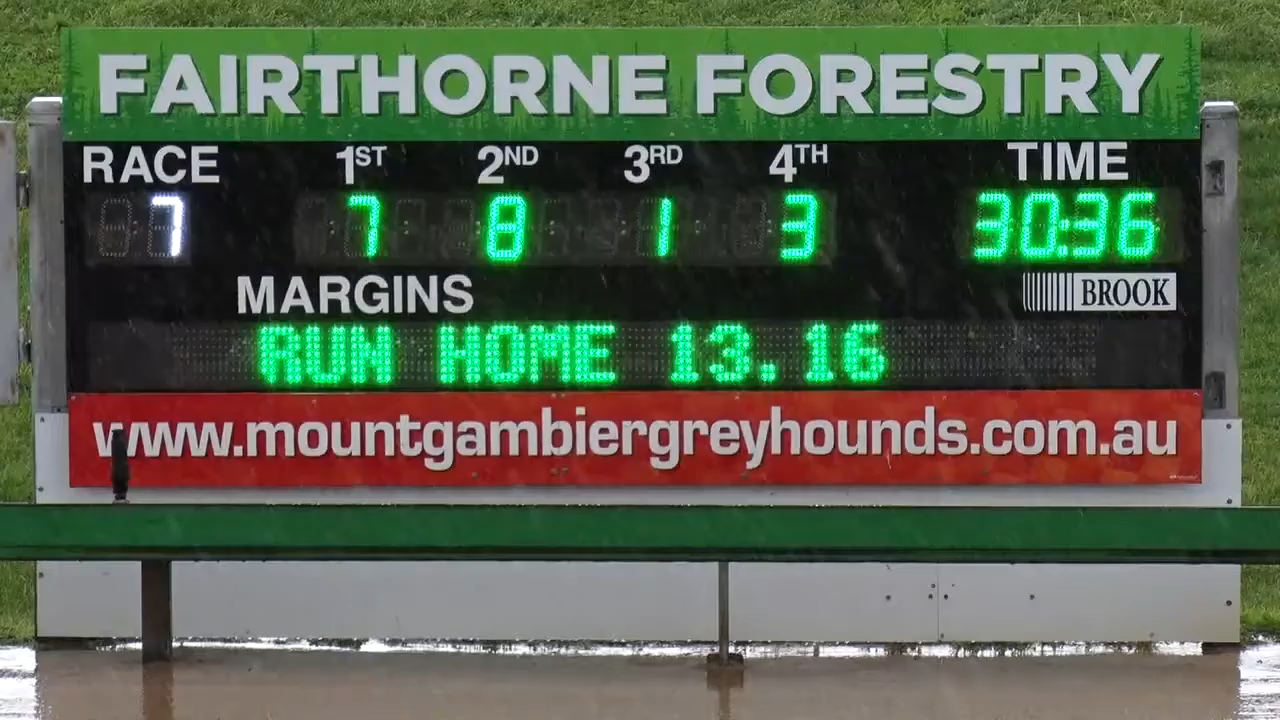 FAIRTHORNE FORESTRY
RACE 1ST 2ND 3RD 4TH TIME
7 7 8 1 3 30:36
MARGINS BROOK
RUN HOME 13.16
www.mountgambiergreyhounds.com.au